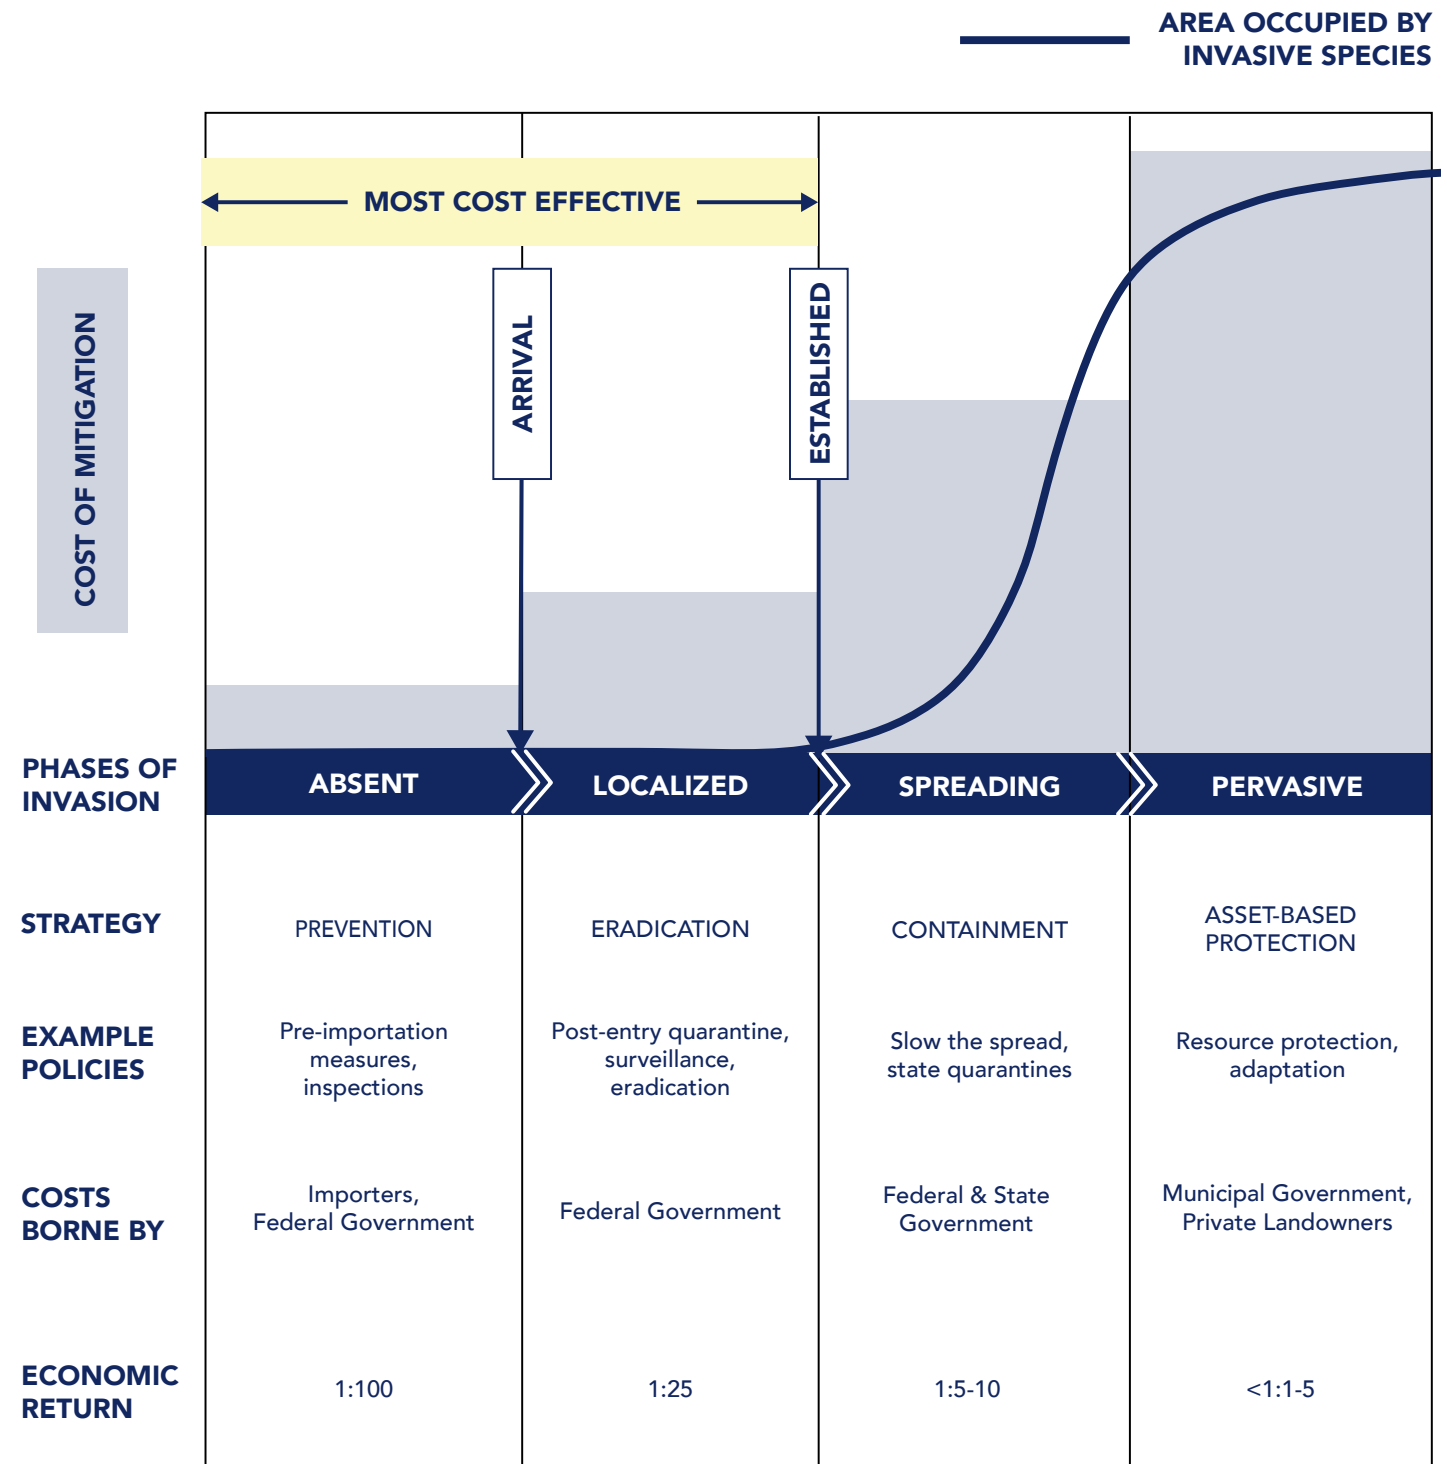 AREA OCCUPIED BY
INVASIVE SPECIES
MOST COST EFFECTIVE
COST OF MITIGATION
ARRIVAL
ESTABLISHED
PHASES OF
INVASION
ABSENT
LOCALIZED
SPREADING
PERVASIVE
STRATEGY
PREVENTION
ERADICATION
CONTAINMENT
ASSET-BASED
PROTECTION
EXAMPLE
POLICIES
Pre-importation
measures,
inspections
Post-entry quarantine,
surveillance,
eradication
Slow the spread,
state quarantines
Resource protection,
adaptation
COSTS
BORNE BY
Importers,
Federal Government
Federal Government
Federal & State
Government
Municipal Government,
Private Landowners
ECONOMIC
RETURN
1:100
1:25
1:5-10
<1:1-5